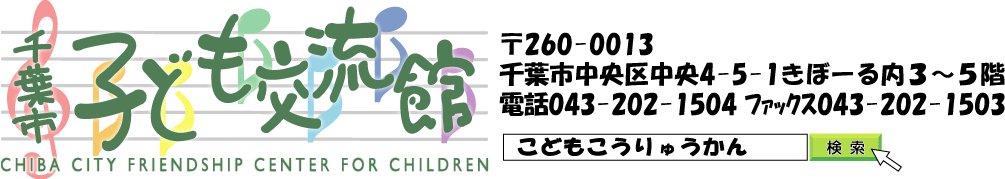 千葉市
子ども交流館
CHIBA CITY FRIENDSHIP CENTER FOR CHILDREN
〒260-0013
千葉市中央区中央4-5-1きぼーる内3～5階
電話043-202-1504 ファックス043-202-1503
こどもこうりゅうかん 検索